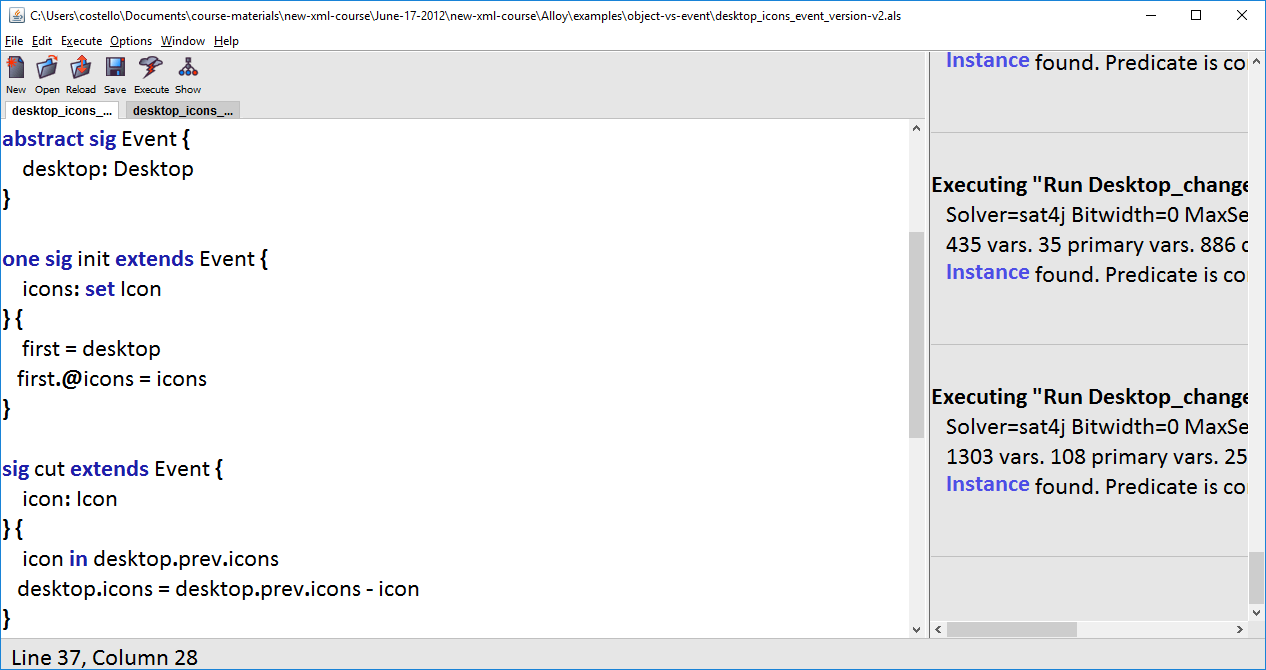 C:\Users\costello\Documents\course-materials\new-xml-course\June-17-2012\new-xml-course\Alloy\examples\object-vs-event\desktop_icons_event_version-v2.als
File Edit Execute Options Window Help
New Open Reload Save Execute Show
desktop_icons_... desktop_icons_...
abstract sig Event {
desktop: Desktop
}
one sig init extends Event {
icons: set Icon
} {
first = desktop
first.@icons = icons
}
sig cut extends Event {
icon: Icon
} {
icon in desktop.prev.icons
desktop.icons = desktop.prev.icons - icon
}
Instance found. Predicate is co
Executing "Run Desktop_change
Solver=sat4j Bitwidth=0 MaxSe
435 vars. 35 primary vars. 886 c
Instance found. Predicate is co
Executing "Run Desktop_change
Solver=sat4j Bitwidth=0 MaxSe
1303 vars. 108 primary vars. 25
Instance found. Predicate is co
Line 37, Column 28